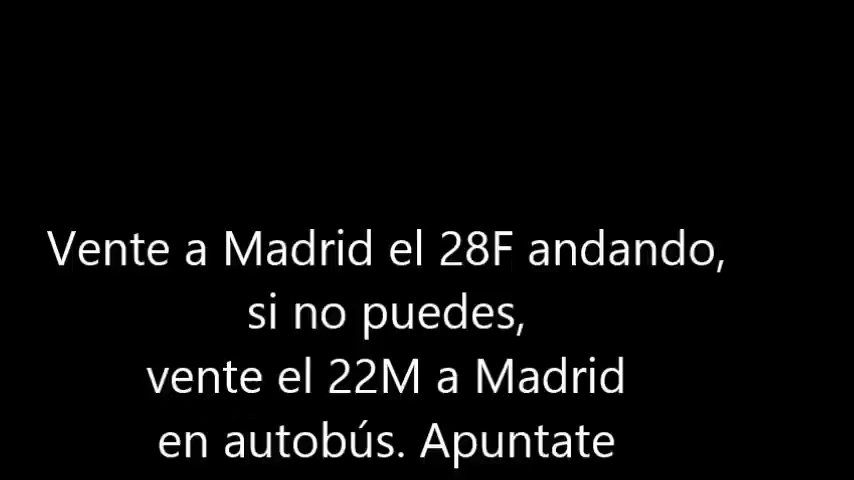 Vente a Madrid el 28F andando,
si no puedes,
vente el 22M a Madrid
en autobús. Apuntate